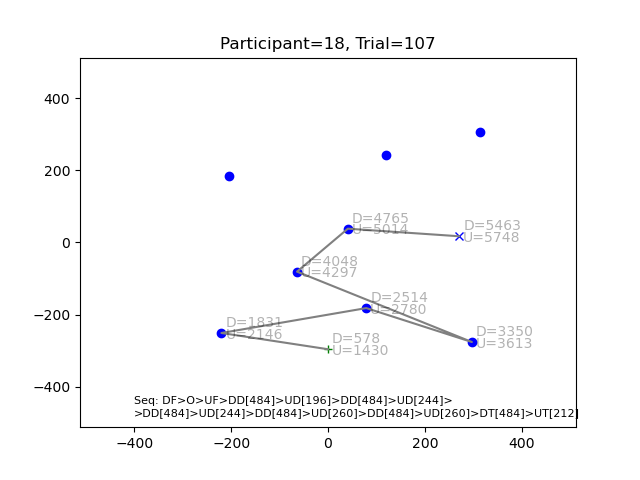 Participant=18, Trial=107
400
200
0
−200
−400
D=4765
U=5014
D=5463
U=5748
D=4048
U=4297
D=2514
U=2780
D=1831
U=2146
D=578
U=1430
D=3350
U=3613
Seq: DF>O>UF>DD[484]>UD[196]>DD[484]>UD[244]>
>DD[484]>UD[244]>DD[484]>UD[260]>DD[484]>UD[260]>DT[484]>UT[212]
−400 −200 0 200 400